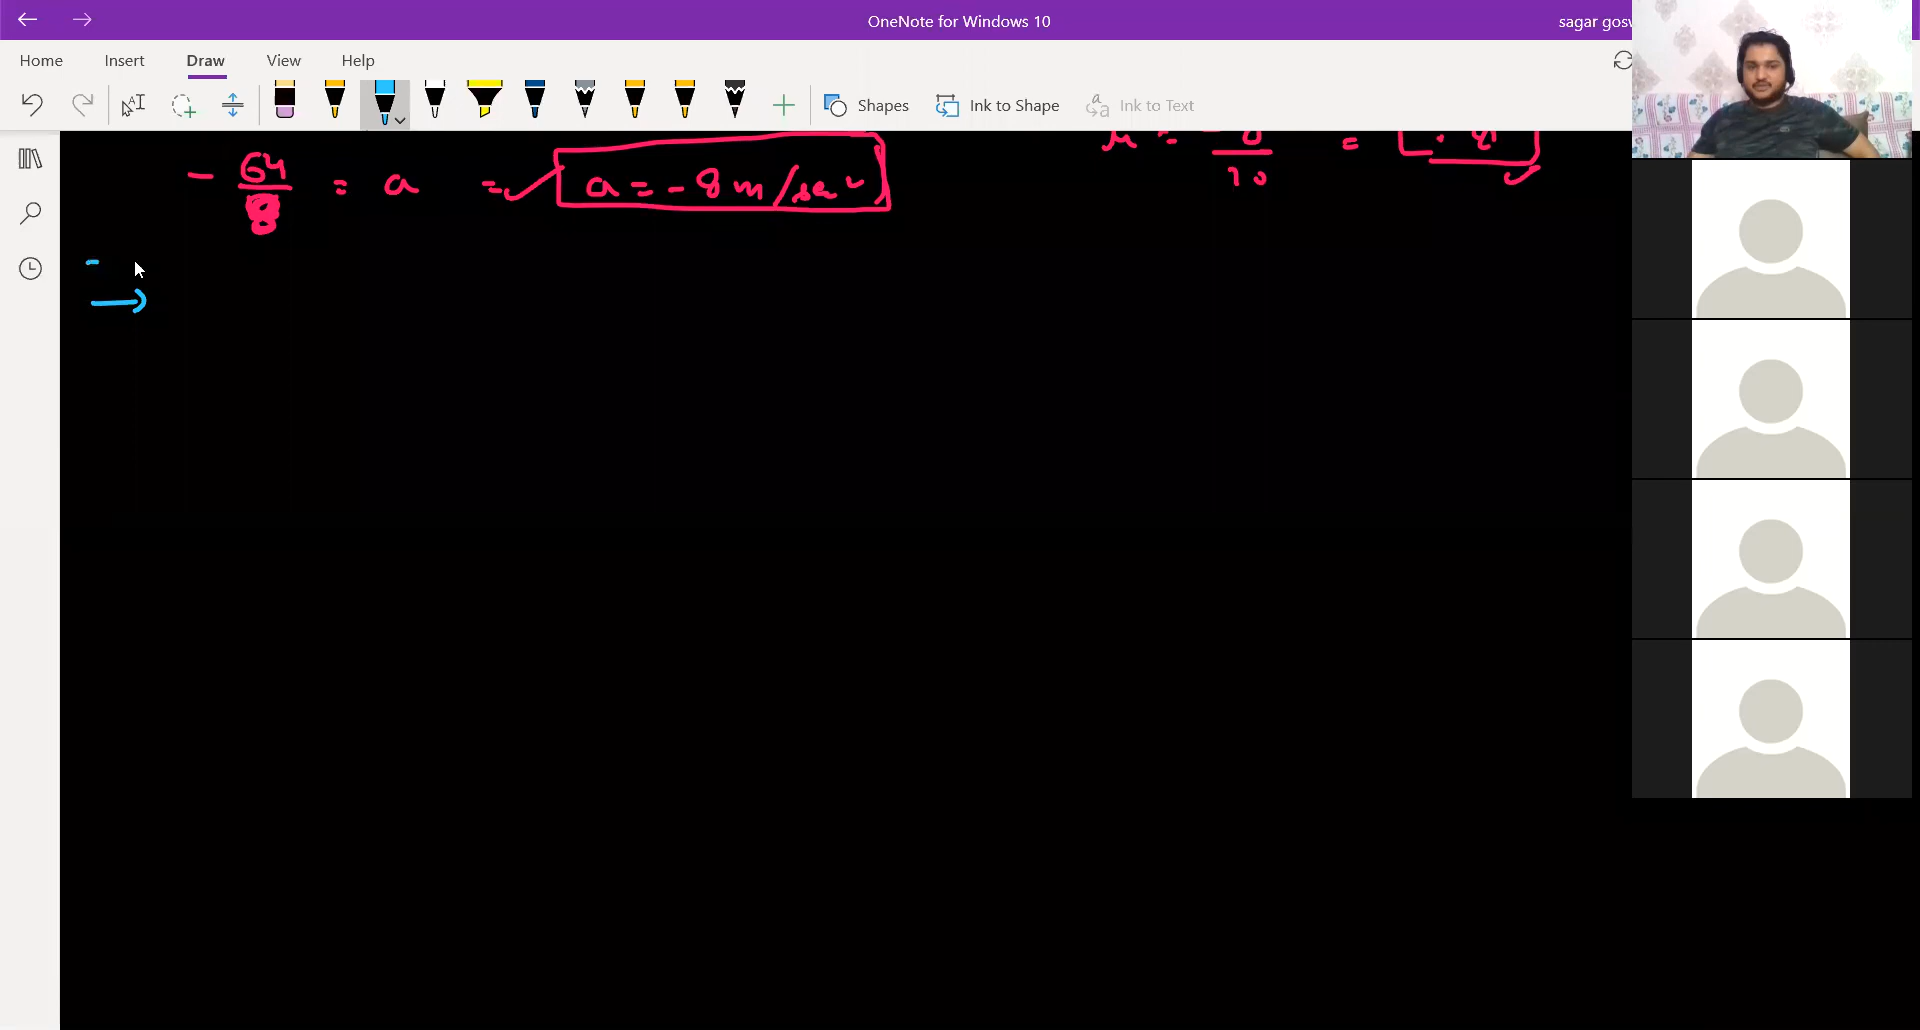 OneNote for Windows 10
sagar gosw
Home Insert Draw View Help
Shapes Ink to Shape Ink to Text
- 64/8 = a = a = - 8 m/sec²
μ =
10
=